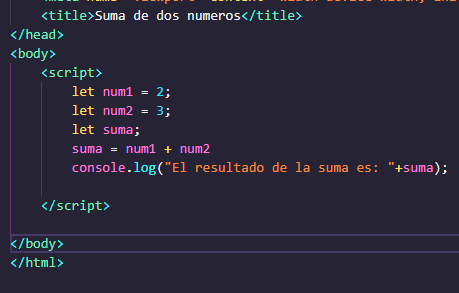 <title>Suma de dos numeros</title>
</head>
<body>
<script>
let num1 = 2;
let num2 = 3;
let suma;
suma = num1 + num2
console.log("El resultado de la suma es: "+suma);
</script>
</body>
</html>